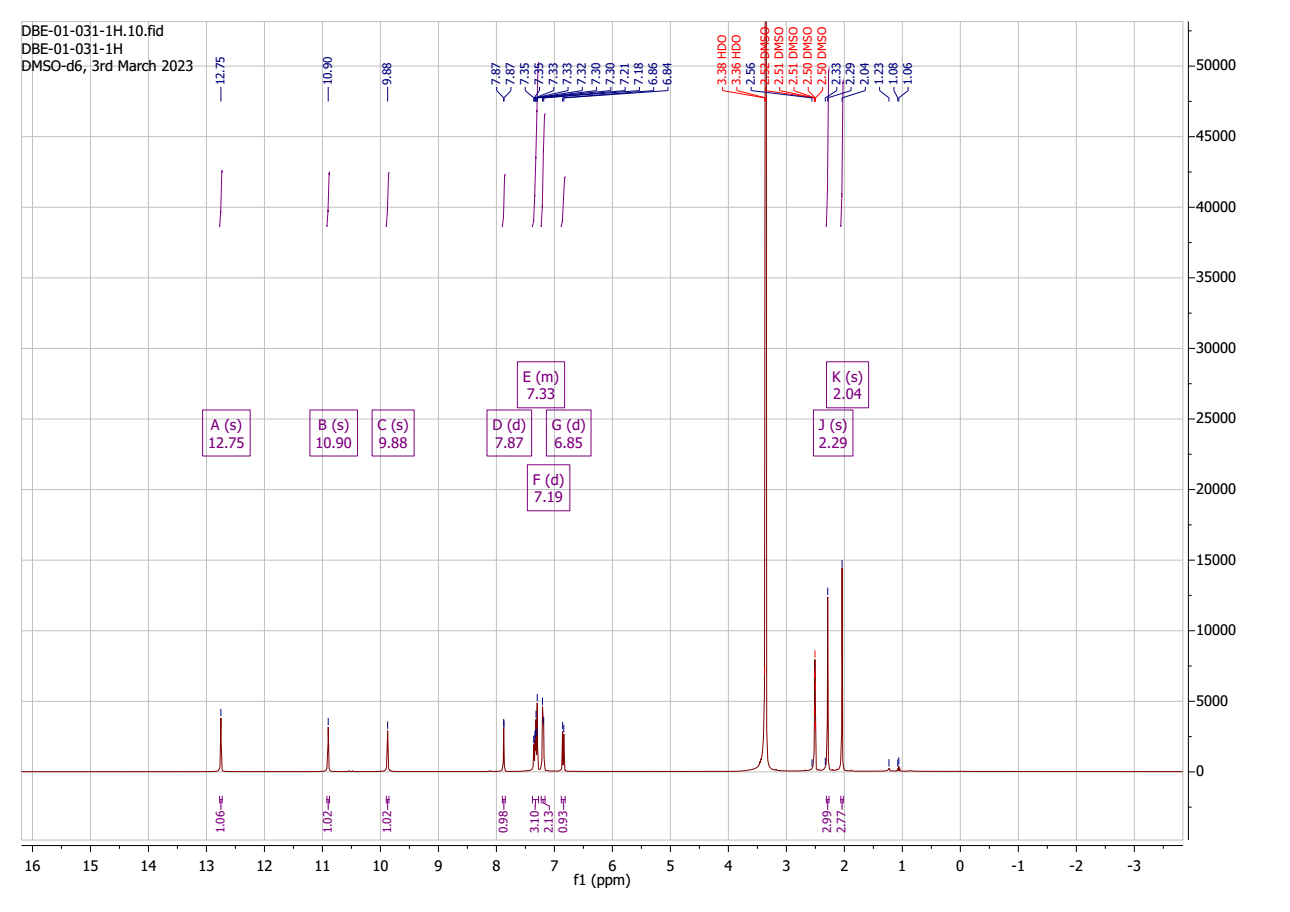 DBE-01-031-1H.10.fid
DBE-01-031-1H
DMSO-d6, 3rd March 2023
12.75
10.90
9.88
7.87
7.87
7.35
7.35
7.33
7.33
7.32
7.30
7.30
7.21
7.18
6.86
6.84
3.38 HDO
3.36 HDO
2.56
2.52 DMSO
2.51 DMSO
2.51 DMSO
2.50 DMSO
2.50 DMSO
2.33
2.29
2.04
1.23
1.08
1.06
50000
45000
40000
35000
30000
25000
20000
15000
10000
5000
0
E (m)
7.33
K (s)
2.04
A (s)
12.75
B (s)
10.90
C (s)
9.88
D (d)
7.87
G (d)
6.85
J (s)
2.29
F (d)
7.19
1.06
1.02
1.02
0.98
3.10
2.13
0.93
2.99
2.77
16 15 14 13 12 11 10 9 8 7 6 5 4 3 2 1 0 -1 -2 -3
f1 (ppm)